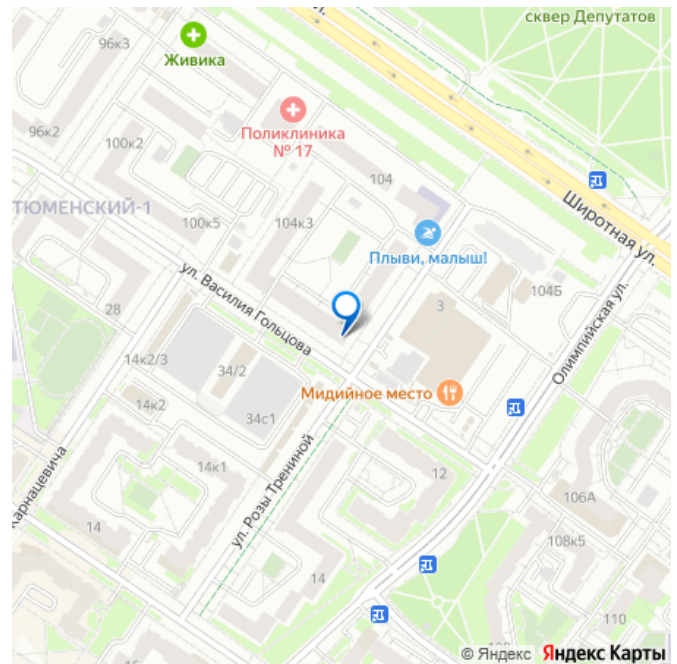 сквер Депутатов
ул.
96к3
Живика
96к2
100к2
Поликлиника
№ 17
104
Широтная ул.
ТЮМЕНСКИЙ-1
100к5
104к3
Плыви, малыш!
ул. Василия Гольцова
104Б
Олимпийская ул.
28
3
14к2/3
34/2
Мидийное место
14к2
34с1
Карнацевича
14к1
ул. Розы Трениной
12
106А
14
108к5
14
110
16
© Яндекс Яндекс Карты